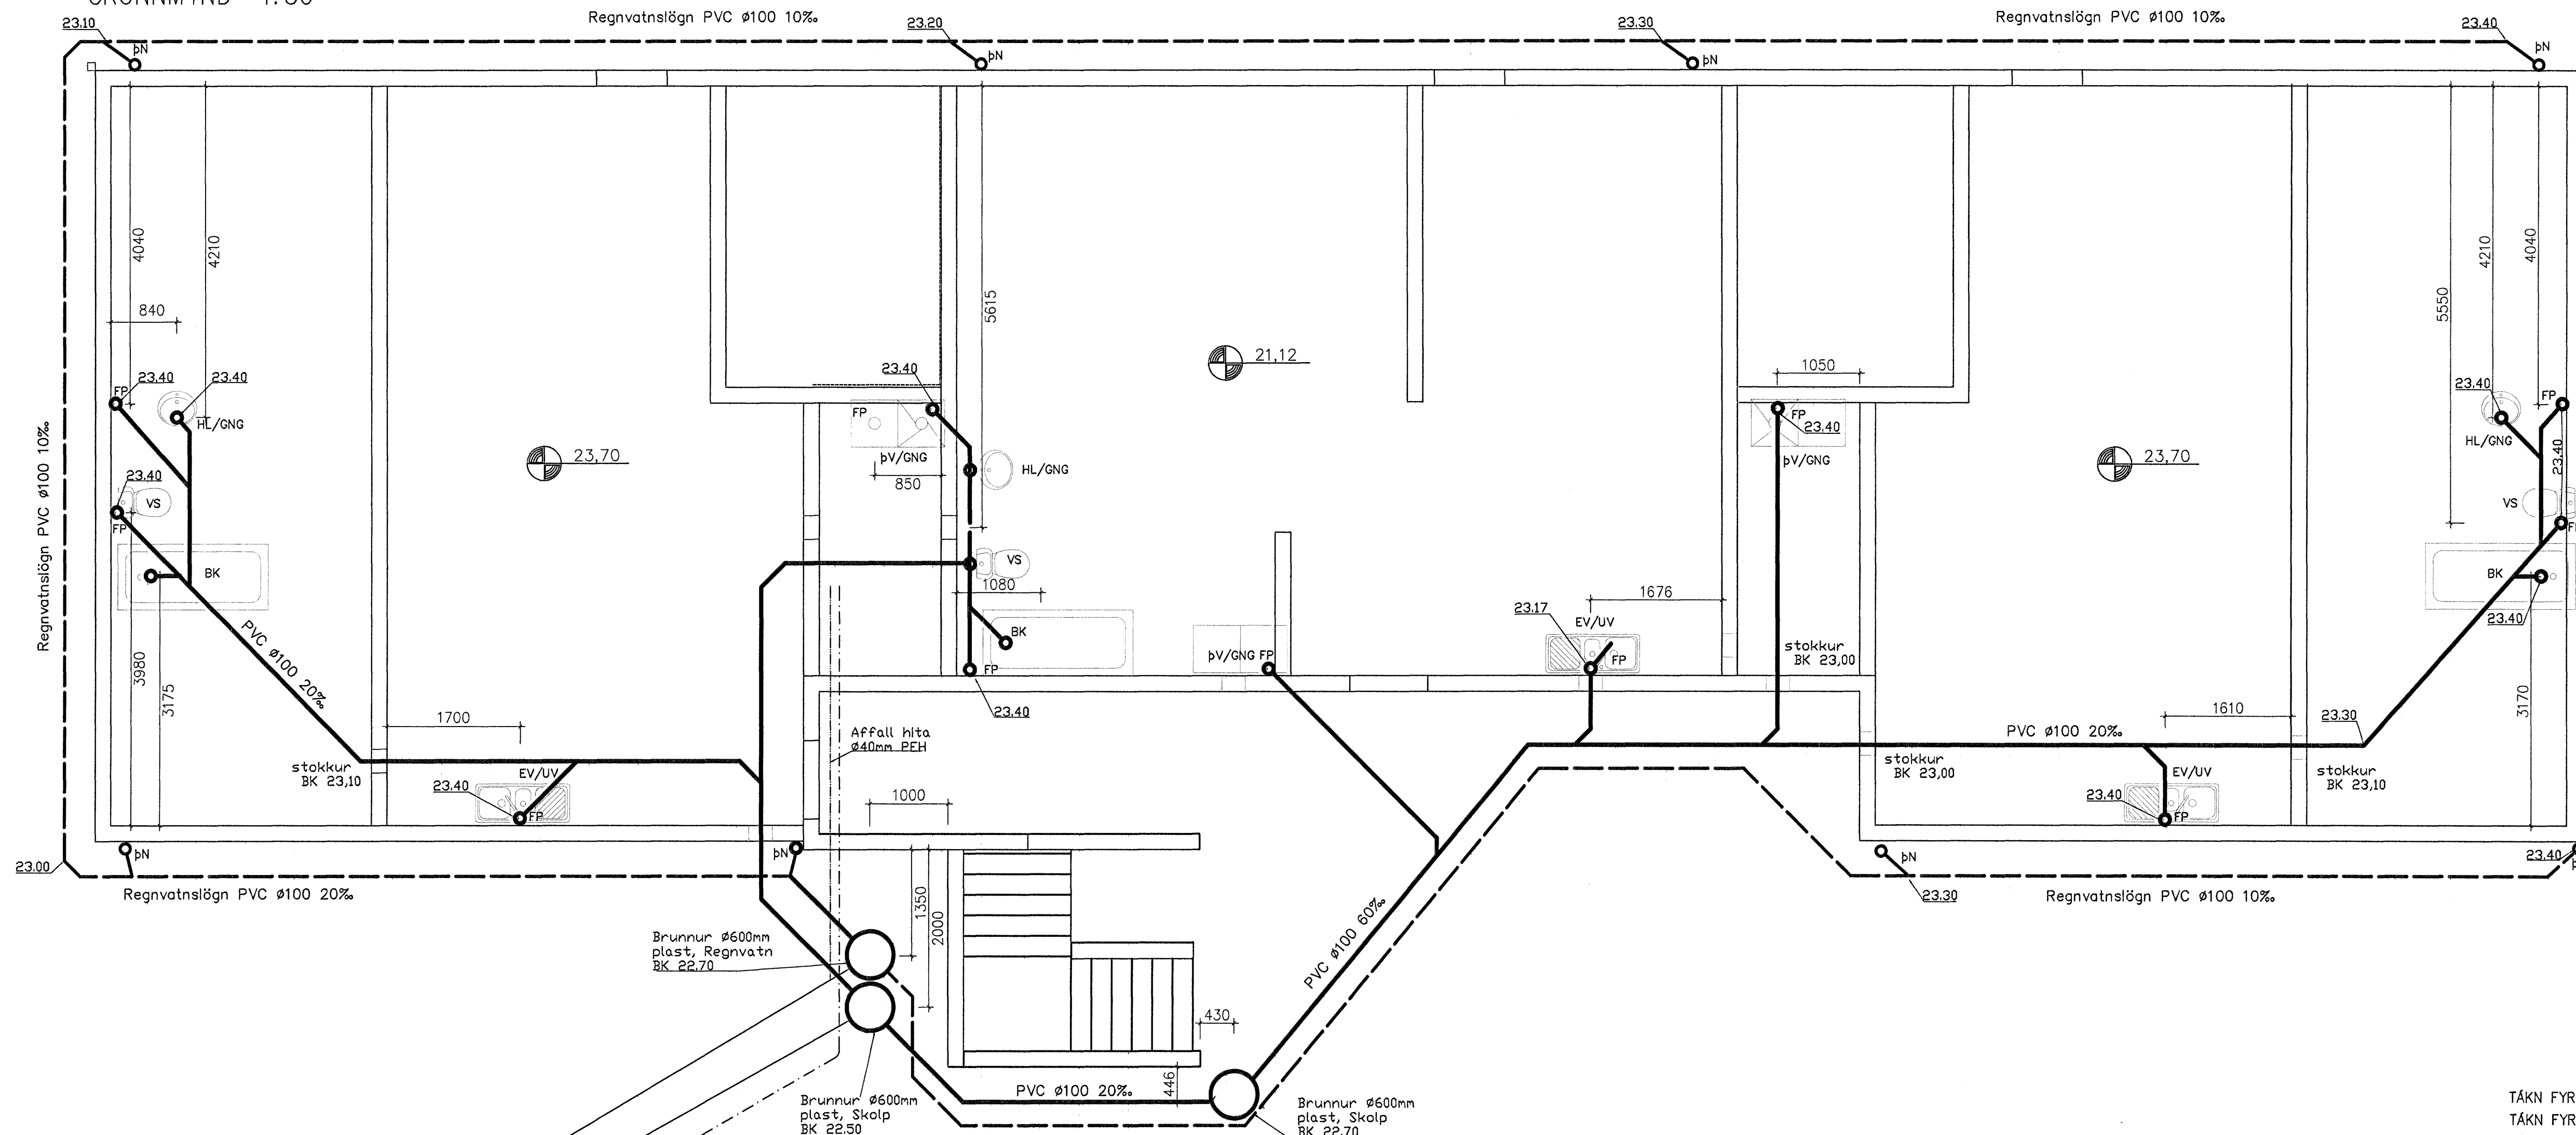 23.10
Regnvatnslögn PVC ø100 10‰
23.20
23.30
Regnvatnslögn PVC ø100 10‰
23.40
þN
þN
þN
þN
4040
4210
5615
4210
4040
5550
840
21,12
1050
23.40
23.40
23.40
23.40
FP
HL/GNG
FP
FP
23.40
FP
HL/GNG
Regnvatnslögn PVC ø100 10‰
23,70
þV/GNG
HL/GNG
þV/GNG
23,70
23.40
23.40
850
VS
FP
VS
VS
BK
1080
1676
BK
23.17
EV/UV
23.40
BK
PVC ø100 20‰
þV/GNG
FP
FP
FP
stokkur
BK 23,00
3980
3175
23.40
1700
1610
23.30
3170
Affall hita
ø40mm PEH
PVC ø100 20‰
stokkur
BK 23,10
EV/UV
stokkur
BK 23,00
EV/UV
stokkur
BK 23,10
23.40
FP
1000
23.40
FP
þN
þN
þN
23.40
23.00
Regnvatnslögn PVC ø100 20‰
23.30
Regnvatnslögn PVC ø100 10‰
1350
2000
PVC ø100 60‰
Brunnur Ø600mm
plast, Regnvatn
BK 22.70
430
446
PVC ø100 20‰
Brunnur Ø600mm
plast, Skolp
BK 22.50
Brunnur Ø600mm
plast, Skolp
BK 22.70
TÁKN FYR
TÁKN FYR